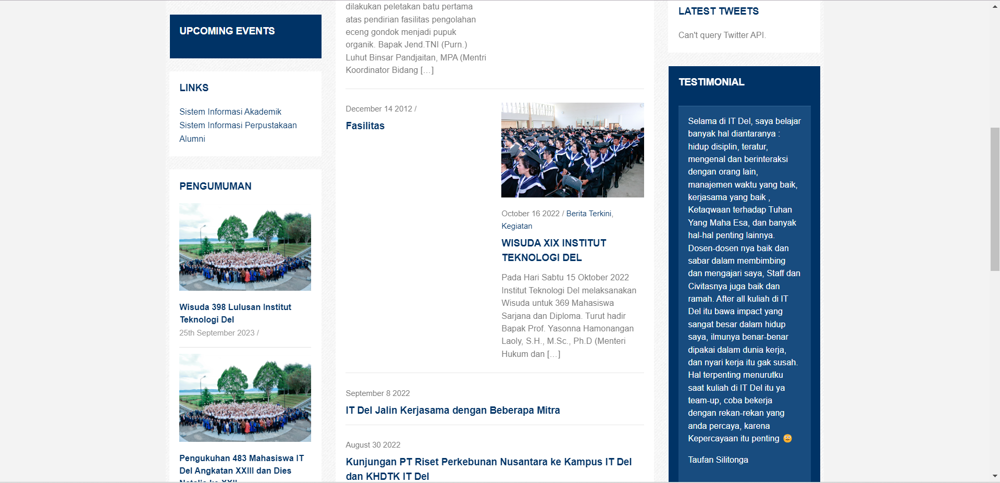 UPCOMING EVENTS
LINKS
Sistem Informasi Akademik
Sistem Informasi Perpustakaan
Alumni
PENGUMUMAN
Wisuda 398 Lulusan Institut
Teknologi Del
25th September 2023 /
Pengukuhan 483 Mahasiswa IT
Del Angkatan XXIII dan Dies
Natalis ke XXII
dilakukan peletakan batu pertama
atas pendirian fasilitas pengolahan
eceng gondok menjadi pupuk
organik. Bapak Jend.TNI (Purn.)
Luhut Binsar Pandjaitan, MPA (Mentri
Koordinator Bidang […]
December 14 2012 /
Fasilitas
October 16 2022 / Berita Terkini,
Kegiatan
WISUDA XIX INSTITUT
TEKNOLOGI DEL
Pada Hari Sabtu 15 Oktober 2022
Institut Teknologi Del melaksanakan
Wisuda untuk 369 Mahasiswa
Sarjana dan Diploma. Turut hadir
Bapak Prof. Yasonna Hamonangan
Laoly, S.H., M.Sc., Ph.D (Menteri
Hukum dan […]
September 8 2022
IT Del Jalin Kerjasama dengan Beberapa Mitra
August 30 2022
Kunjungan PT Riset Perkebunan Nusantara ke Kampus IT Del
dan KHDTK IT Del
LATEST TWEETS
Can't query Twitter API.
TESTIMONIAL
Selama di IT Del, saya belajar
banyak hal diantaranya :
hidup disiplin, teratur,
mengenal dan berinteraksi
dengan orang lain,
manajemen waktu yang baik,
kerjasama yang baik ,
Ketaqwaan terhadap Tuhan
Yang Maha Esa, dan banyak
hal-hal penting lainnya.
Dosen-dosen nya baik dan
sabar dalam membimbing
dan mengajari saya, Staff dan
Civitasnya juga baik dan
ramah. After all kuliah di IT
Del itu bawa impact yang
sangat besar dalam hidup
saya, ilmunya benar-benar
dipakai dalam dunia kerja,
dan nyari kerja itu gak susah.
Hal terpenting menurutku
saat kuliah di IT Del itu ya
team-up, coba bekerja
dengan rekan-rekan yang
anda percaya, karena
Kepercayaan itu penting 🙂
Taufan Silitonga